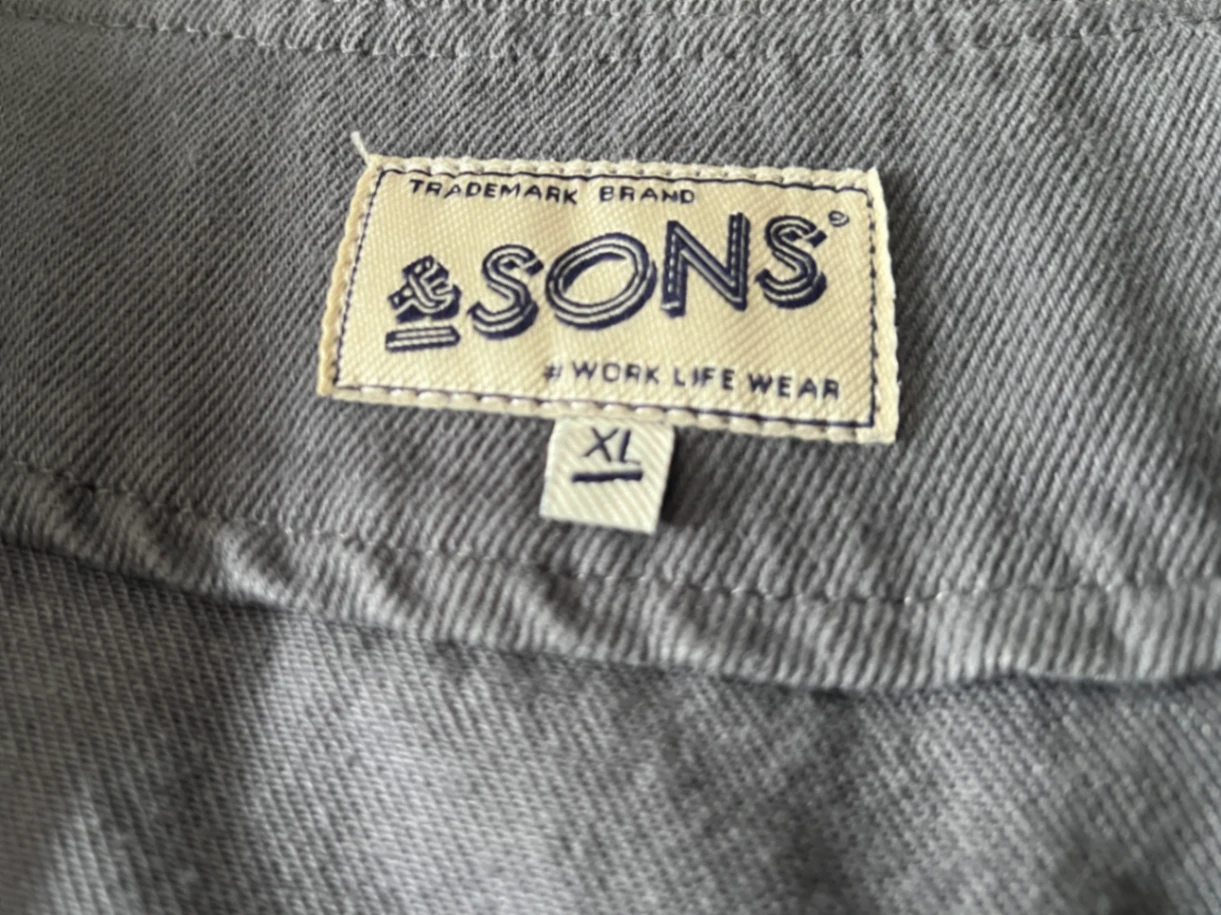 TRADEMARK BRAND
& SONS
# WORK LIFE WEAR
XL